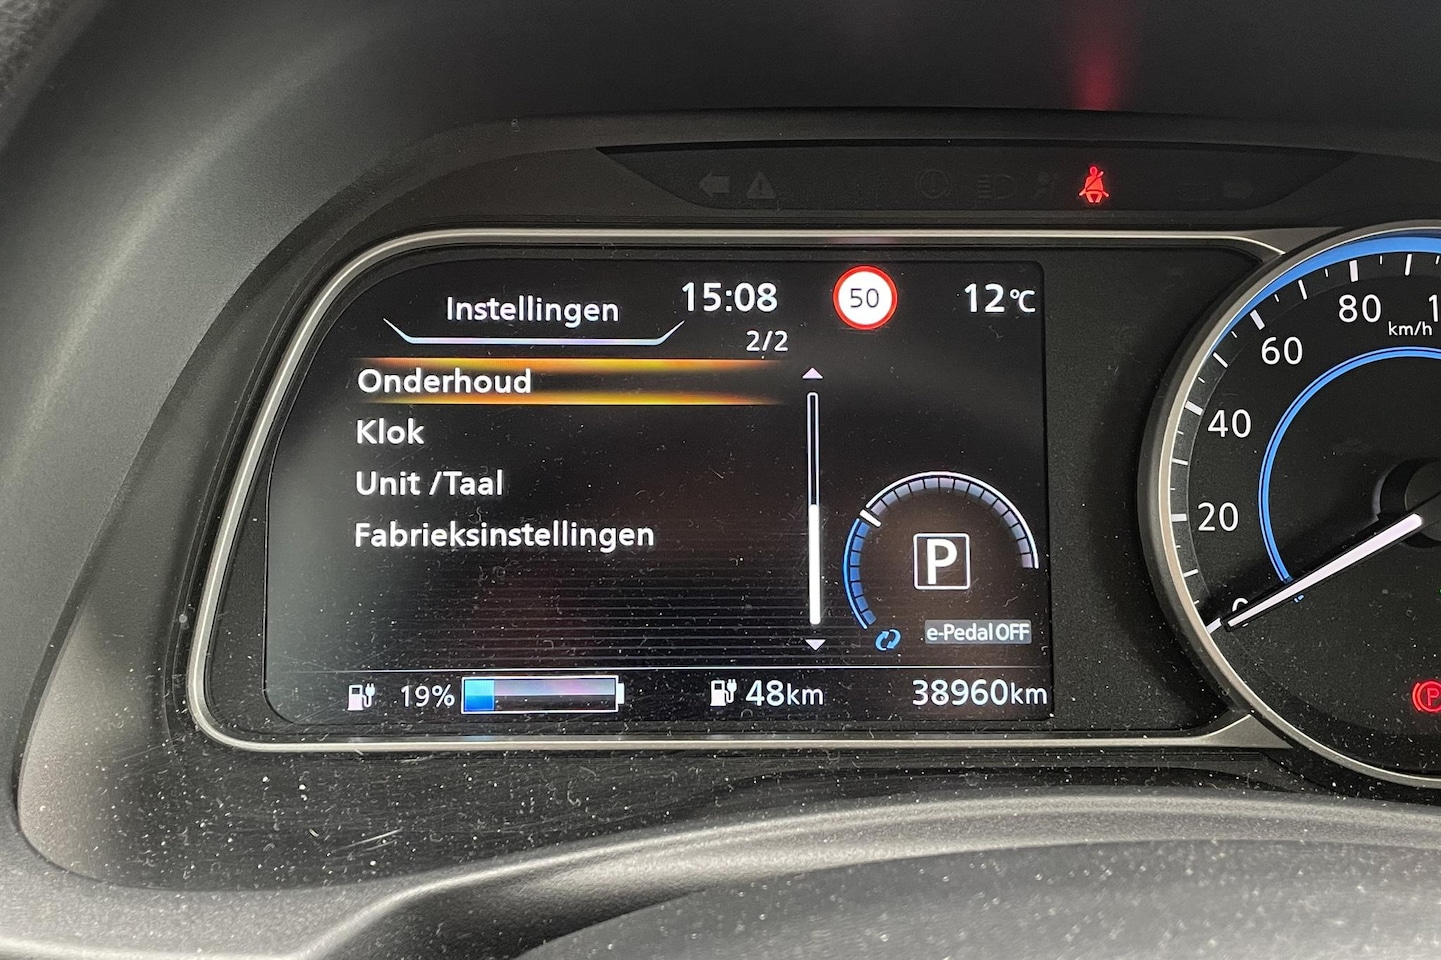 Instellingen
15:08
50
12°C
2/2
Onderhoud
Klok
Unit /Taal
Fabrieksinstellingen
P
e-Pedal OFF
19%
48km
38960km
80
km/h
60
40
20
0
P